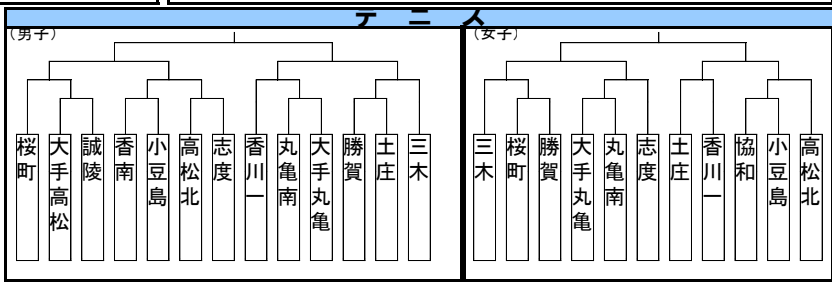 テニス
（男子）
桜町
大手高松
誠陵
香南
小豆島
高松北
志度
香川一
丸亀南
大手丸亀
勝賀
土庄
三木
（女子）
三木
桜町
勝賀
大手丸亀
丸亀南
志度
土庄
香川一
協和
小豆島
高松北